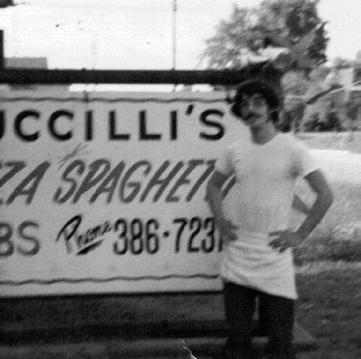 UCCILLI'S
ZA SPAGHET
BS Phone 386-723